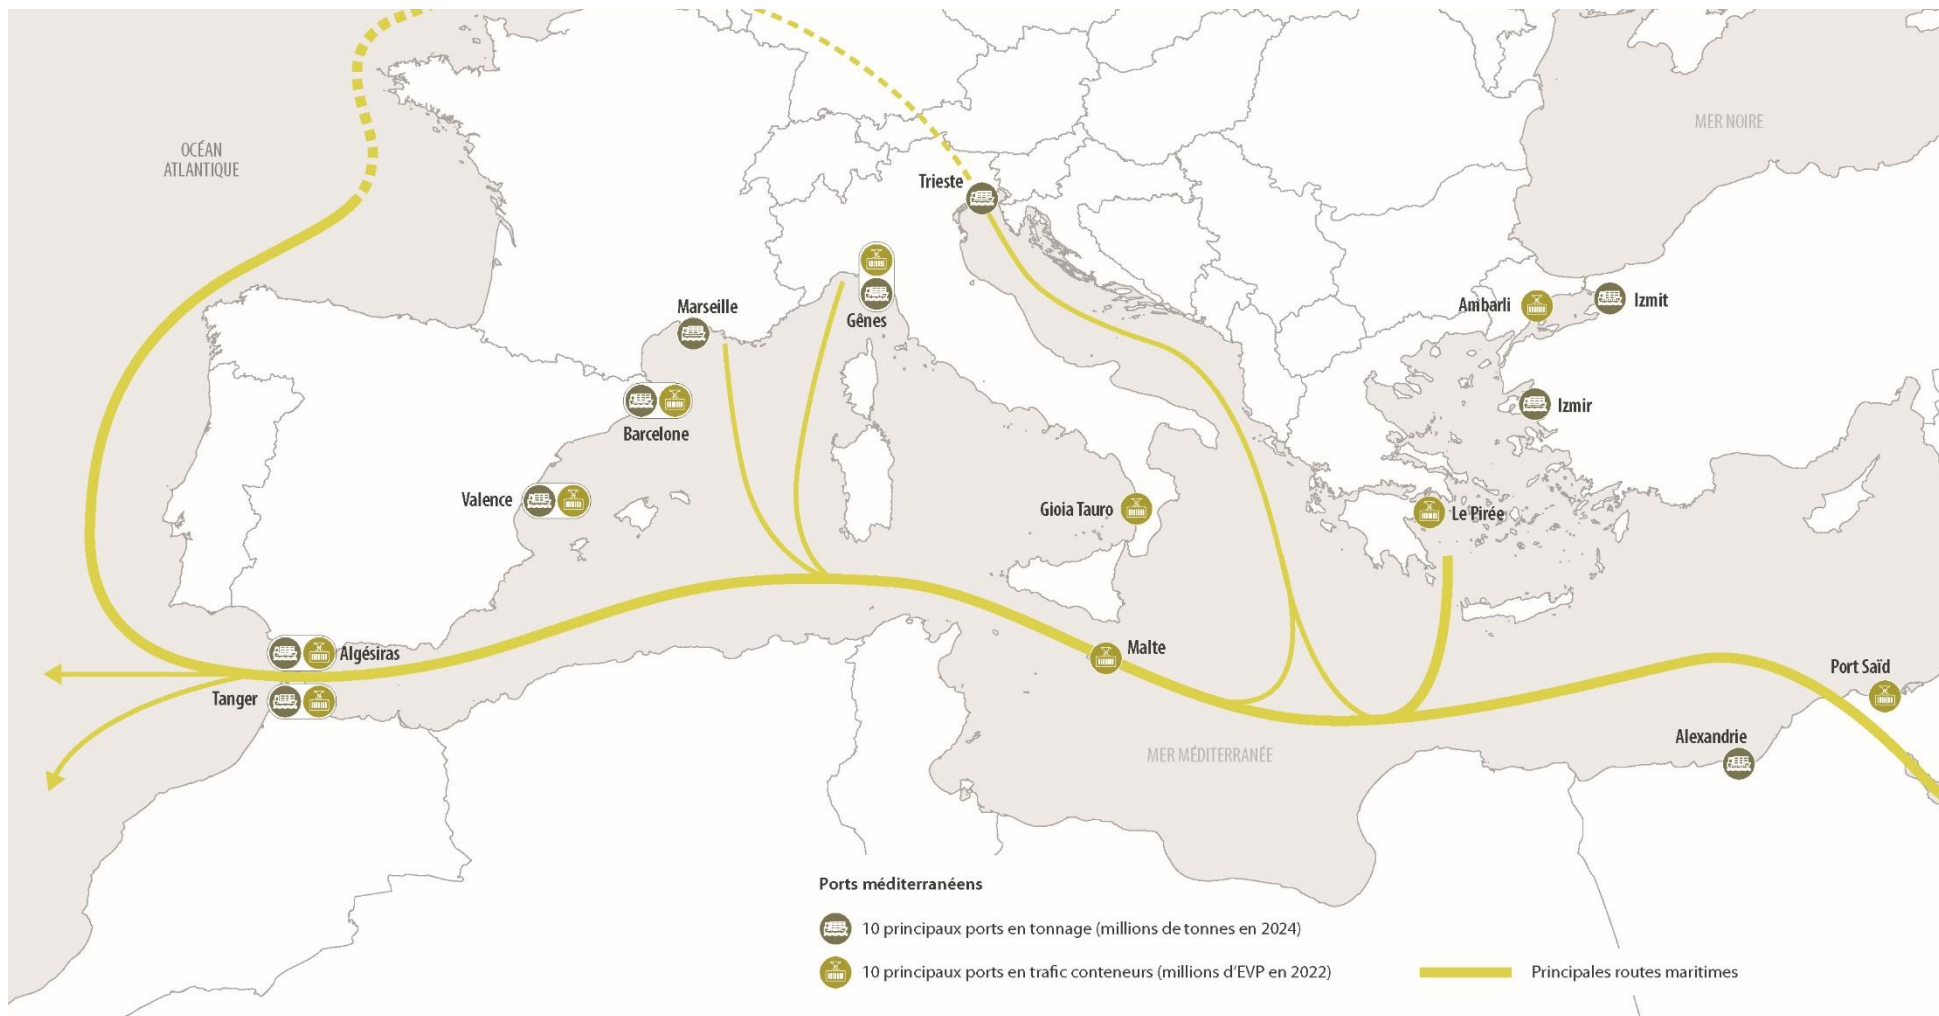 OCÉAN
ATLANTIQUE
MER NOIRE
Trieste
Marseille
Gênes
Ambarli
Izmit
Barcelone
Izmir
Valence
Gioia Tauro
Le Pirée
Algésiras
Malte
Port Saïd
Tanger
Alexandrie
MER MÉDITERRANÉE
Ports méditerranéens
10 principaux ports en tonnage (millions de tonnes en 2024)
10 principaux ports en trafic conteneurs (millions d'EVP en 2022)
Principales routes maritimes